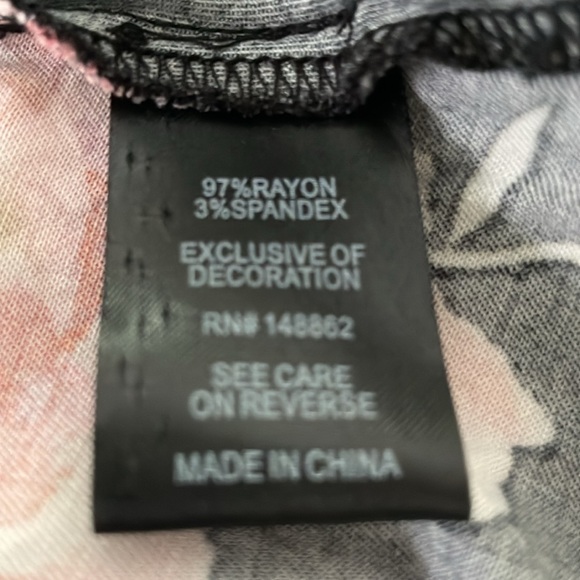 97%RAYON
3%SPANDEX
EXCLUSIVE OF
DECORATION
RN# 148862
SEE CARE
ON REVERSE
MADE IN CHINA